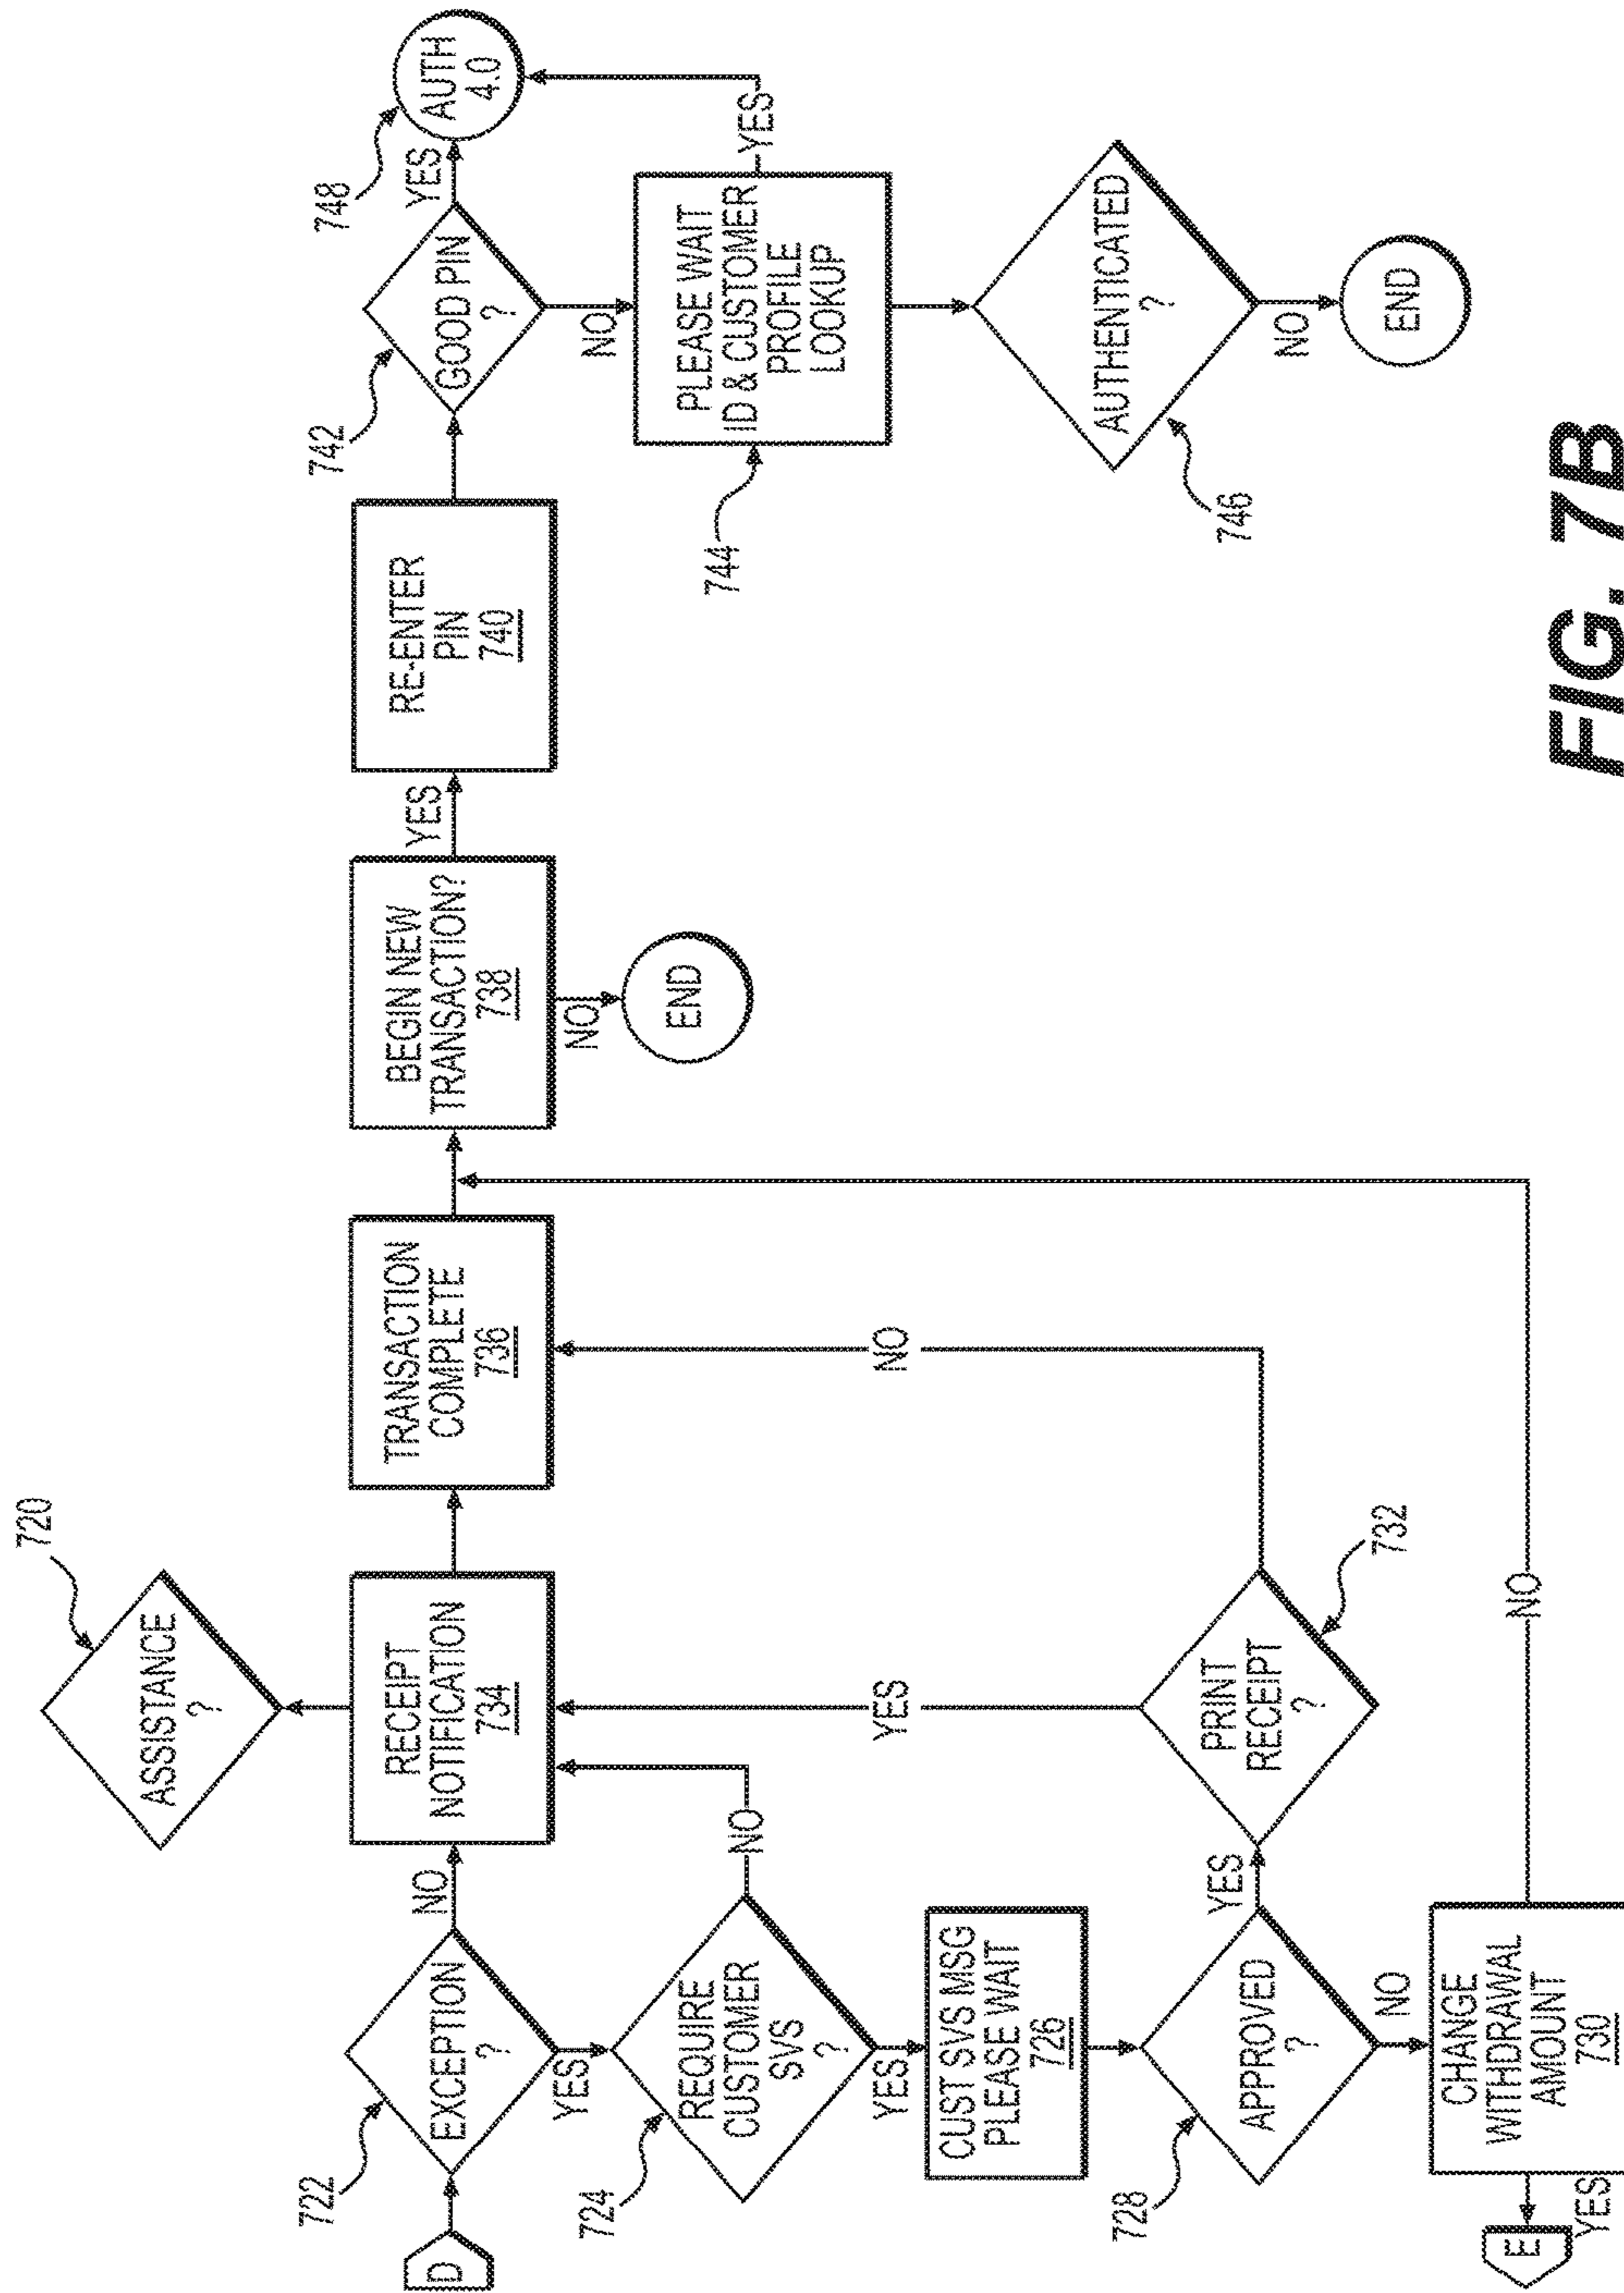 D
722
EXCEPTION
?
NO
YES
724
REQUIRE
CUSTOMER
SVS
?
NO
YES
CUST SVS MSG
PLEASE WAIT
726
728
APPROVED
?
YES
NO
CHANGE
WITHDRAWAL
AMOUNT
730
NO
YES
E
720
ASSISTANCE
?
RECEIPT
NOTIFICATION
734
YES
PRINT
RECEIPT
?
732
NO
TRANSACTION
COMPLETE
736
BEGIN NEW
TRANSACTION?
738
NO
END
YES
RE-ENTER
PIN
740
742
GOOD PIN
?
YES
748
AUTH
4.0
NO
744
PLEASE WAIT
ID & CUSTOMER
PROFILE
LOOKUP
YES
AUTHENTICATED
?
746
NO
END
FIG. 7B